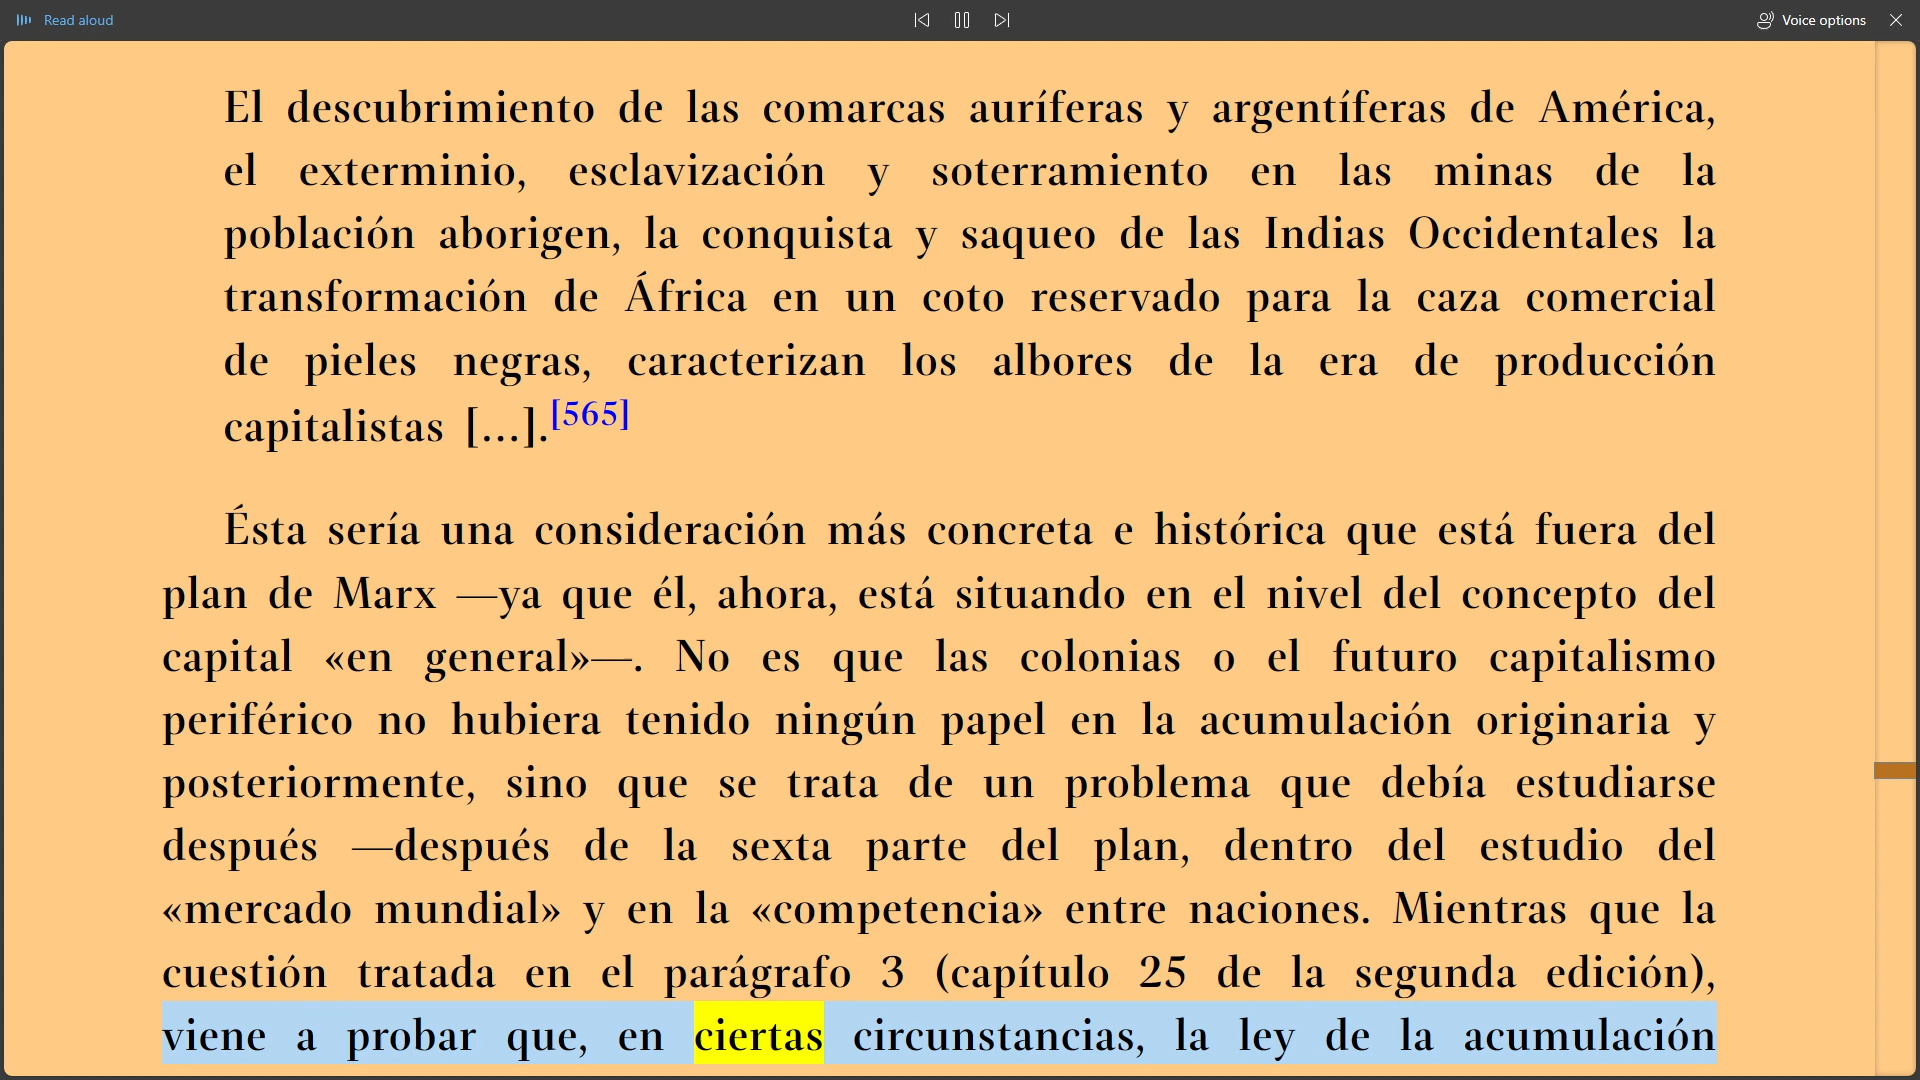 Read aloud
Voice options
El descubrimiento de las comarcas auríferas y argentíferas de América,
el exterminio, esclavización y soterramiento en las minas de la
población aborigen, la conquista y saqueo de las Indias Occidentales la
transformación de África en un coto reservado para la caza comercial
de pieles negras, caracterizan los albores de la era de producción
capitalistas [...].[565]
Ésta sería una consideración más concreta e histórica que está fuera del
plan de Marx —ya que él, ahora, está situando en el nivel del concepto del
capital «en general»—. No es que las colonias o el futuro capitalismo
periférico no hubiera tenido ningún papel en la acumulación originaria y
posteriormente, sino que se trata de un problema que debía estudiarse
después —después de la sexta parte del plan, dentro del estudio del
«mercado mundial» y en la «competencia» entre naciones. Mientras que la
cuestión tratada en el parágrafo 3 (capítulo 25 de la segunda edición),
viene a probar que, en ciertas circunstancias, la ley de la acumulación